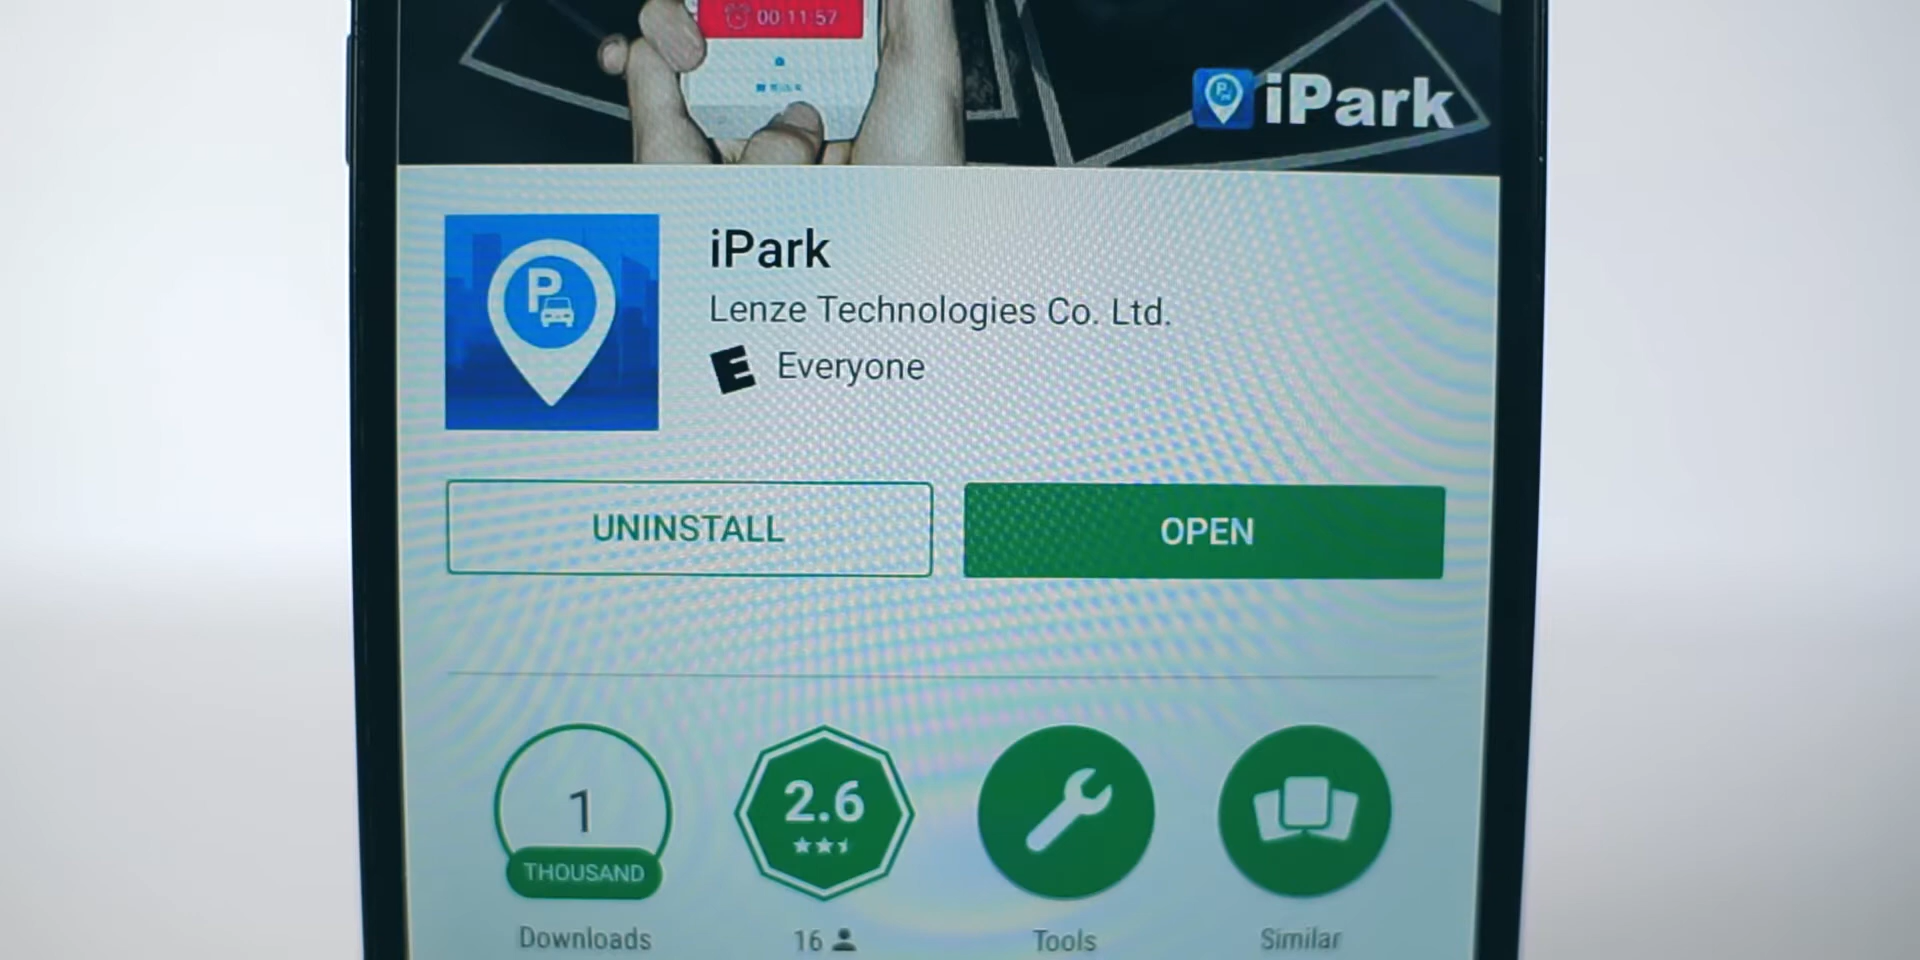 00:11:57
P
iPark
P
iPark
Lenze Technologies Co. Ltd.
E Everyone
UNINSTALL
OPEN
1
THOUSAND
Downloads
2.6
16
Tools
Similar